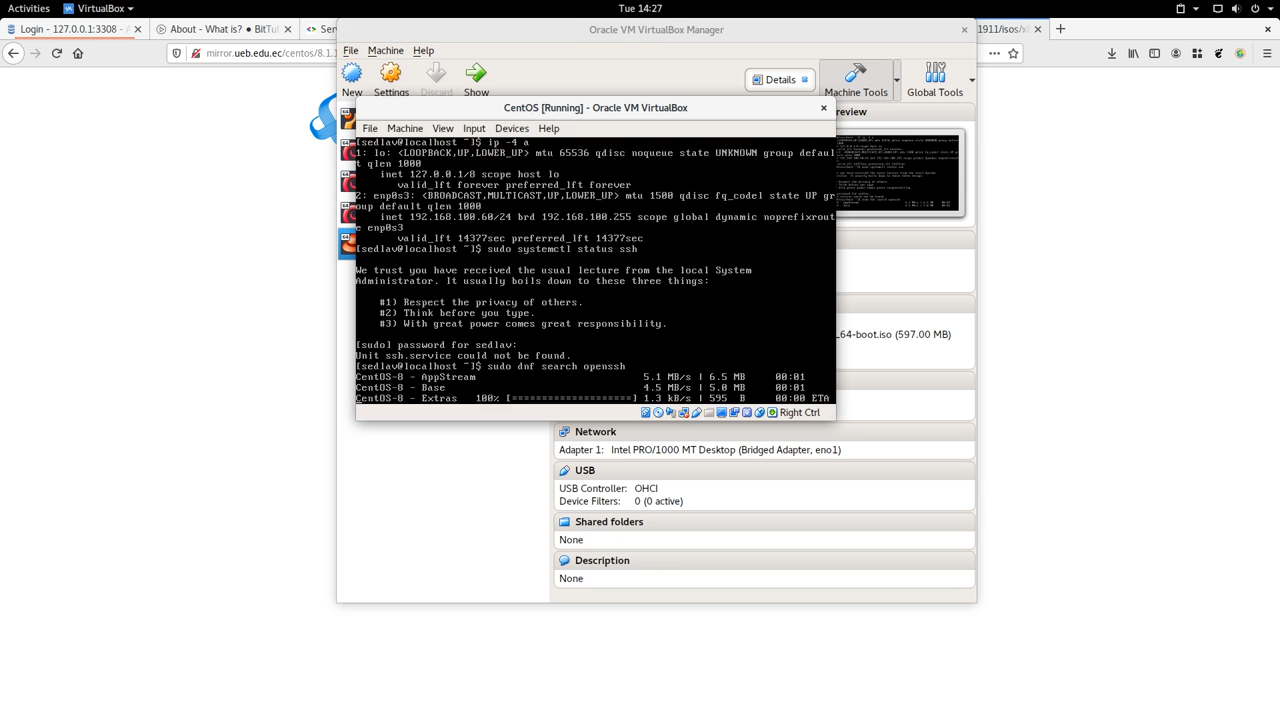 Activities
VirtualBox
Tue 14:27
Login - 127.0.0.1:3308 -
About - What is? • BitTu
Ser
Oracle VM VirtualBox Manager
1911/isos/x
mirror.ueb.edu.ec/centos/8.1.1
File Machine Help
New Settings Discard Show
Details
Machine Tools
Global Tools
review
CentOS [Running] - Oracle VM VirtualBox
File Machine View Input Devices Help
[sedlav@localhost ~]$ ip -4 a
1: lo: <LOOPBACK,UP,LOWER_UP> mtu 65536 qdisc noqueue state UNKNOWN group defaul
t qlen 1000
inet 127.0.0.1/8 scope host lo
valid_lft forever preferred_lft forever
2: enp0s3: <BROADCAST,MULTICAST,UP,LOWER_UP> mtu 1500 qdisc fq_codel state UP gr
oup default qlen 1000
inet 192.168.100.60/24 brd 192.168.100.255 scope global dynamic noprefixrout
e enp0s3
valid_lft 14377sec preferred_lft 14377sec
[sedlav@localhost ~]$ sudo systemctl status ssh
We trust you have received the usual lecture from the local System
Administrator. It usually boils down to these three things:
#1) Respect the privacy of others.
#2) Think before you type.
#3) With great power comes great responsibility.
[sudo] password for sedlav:
Unit ssh.service could not be found.
[sedlav@localhost ~]$ sudo dnf search openssh
CentOS-8 - AppStream 5.1 MB/s | 6.5 MB 00:01
CentOS-8 - Base 4.5 MB/s | 5.0 MB 00:01
CentOS-8 - Extras 100% [====================] 1.3 kB/s | 595 B 00:00 ETA
Right Ctrl
_64-boot.iso (597.00 MB)
Network
Adapter 1: Intel PRO/1000 MT Desktop (Bridged Adapter, eno1)
USB
USB Controller: OHCI
Device Filters: 0 (0 active)
Shared folders
None
Description
None